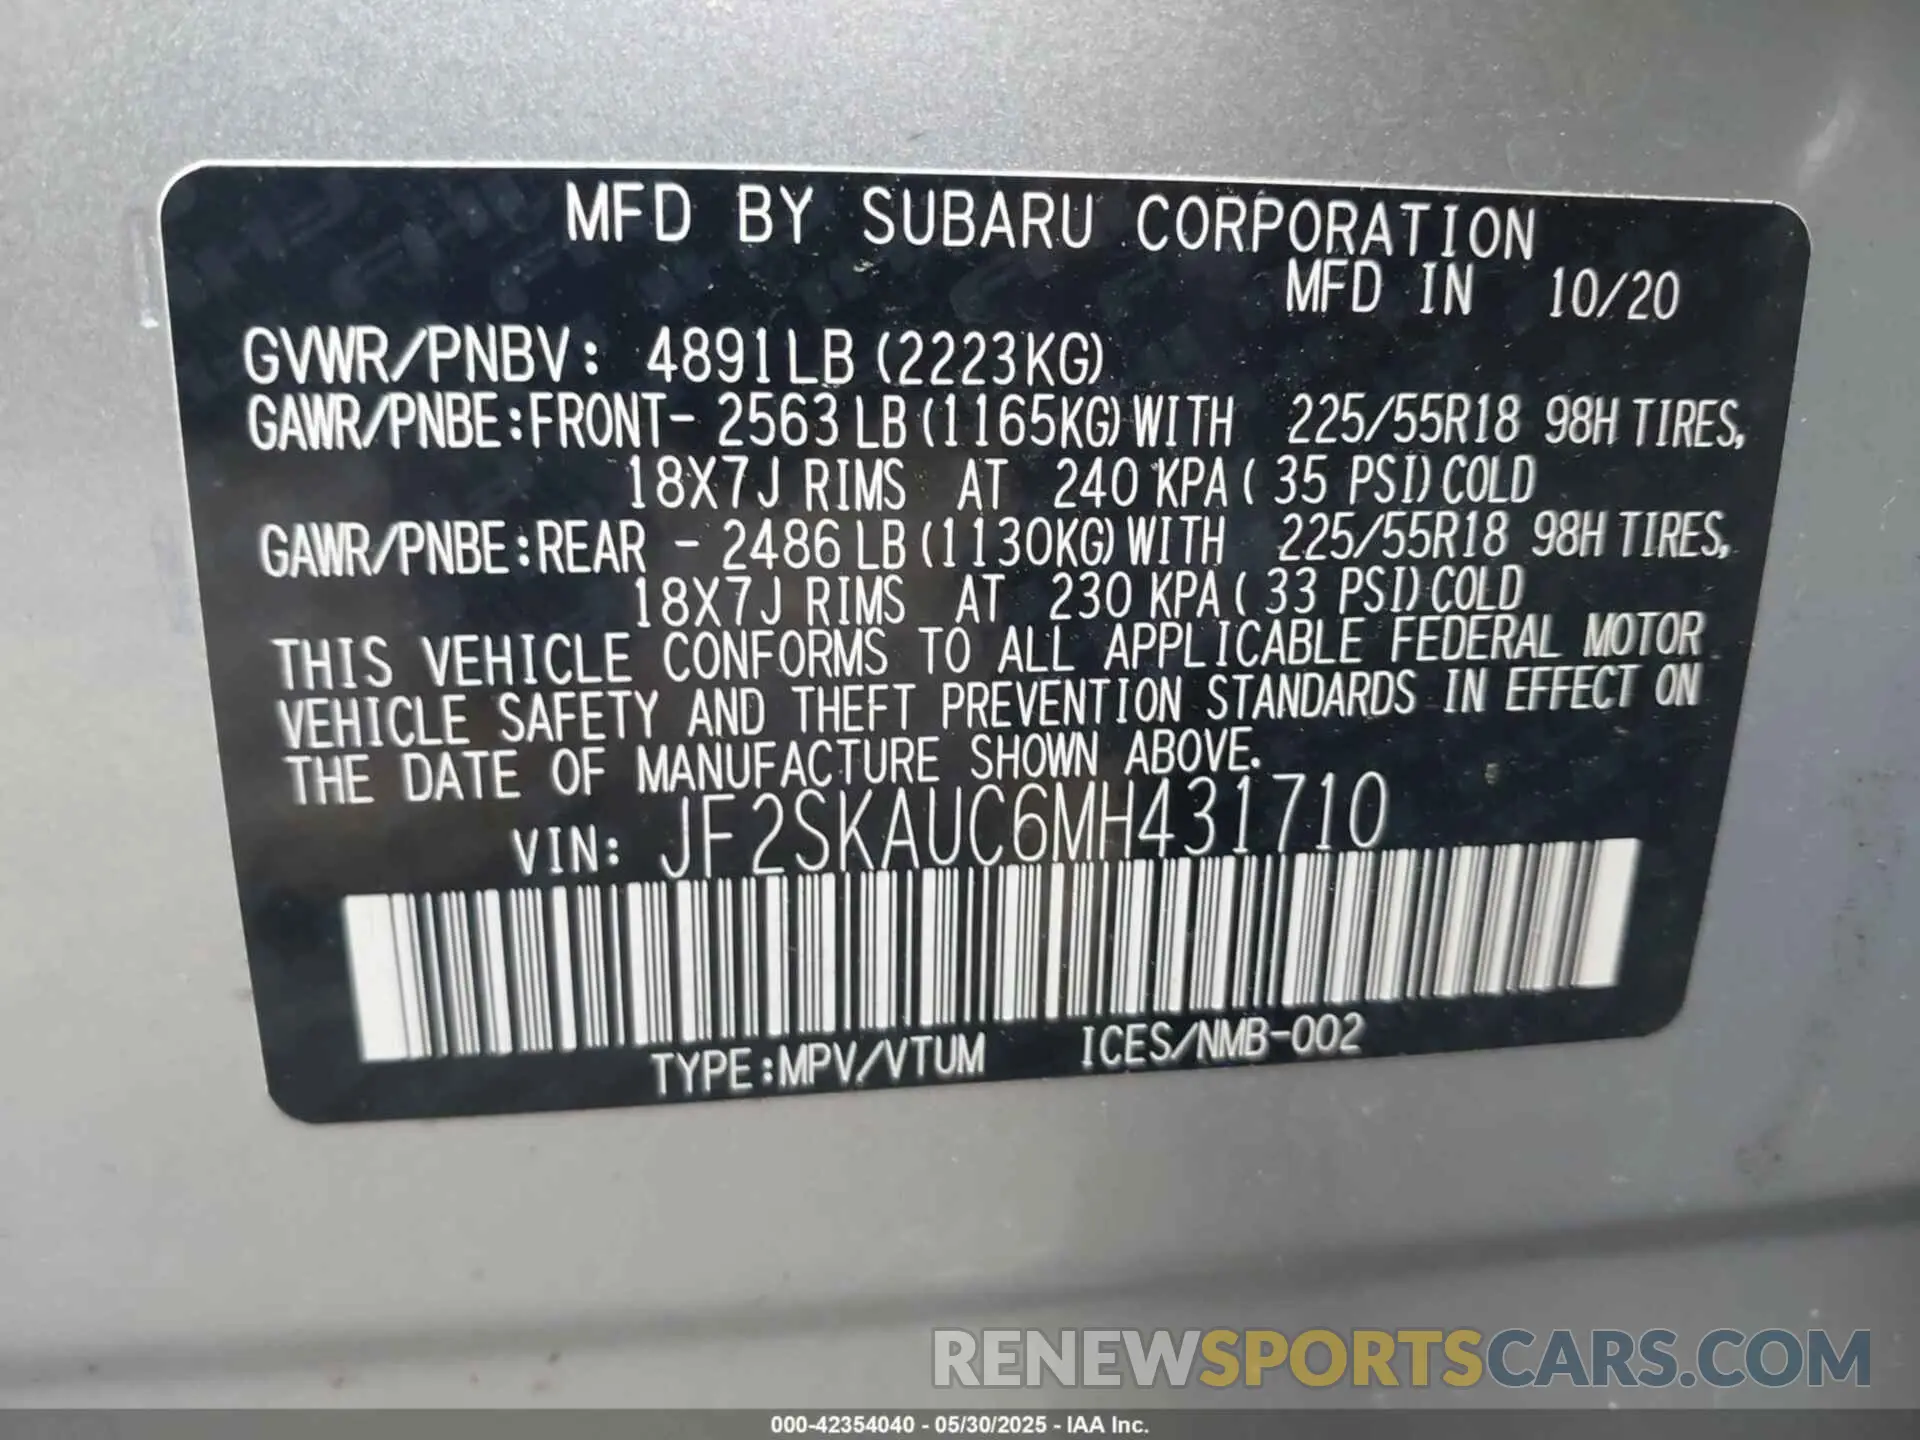 MFD BY SUBARU CORPORATION
MFD IN 10/20
GVWR/PNBV: 4891LB (2223KG)
GAWR/PNBE:FRONT- 2563LB(1165KG)WITH 225/55R18 98H TIRES,
18X7J RIMS AT 240 KPA( 35 PSI)COLD
GAWR/PNBE:REAR - 2486LB(1130KG)WITH 225/55R18 98H TIRES,
18X7J RIMS AT 230 KPA( 33 PSI)COLD
THIS VEHICLE CONFORMS TO ALL APPLICABLE FEDERAL MOTOR
VEHICLE SAFETY AND THEFT PREVENTION STANDARDS IN EFFECT ON
THE DATE OF MANUFACTURE SHOWN ABOVE.
VIN: JF2SKAUC6MH431710
TYPE:MPV/VTUM ICES/NMB-002
RENEWSPORTSCARS.COM
000-42354040 - 05/30/2025 - IAA Inc.